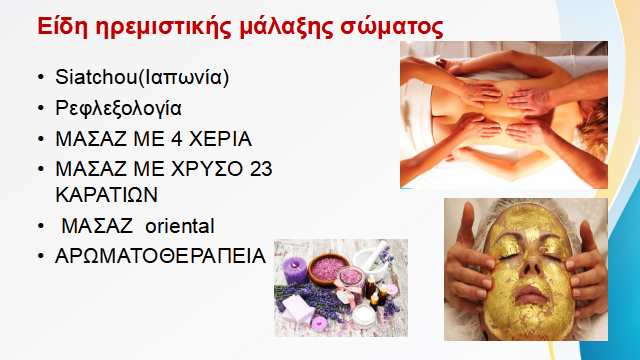 Είδη ηρεμιστικής μάλαξης σώματος
• Siatchou(Ιαπωνία)
• Ρεφλεξολογία
• ΜΑΣΑΖ ΜΕ 4 ΧΕΡΙΑ
• ΜΑΣΑΖ ΜΕ ΧΡΥΣΟ 23
ΚΑΡΑΤΙΩΝ
• ΜΑΣΑΖ oriental
• ΑΡΩΜΑΤΟΘΕΡΑΠΕΙΑ